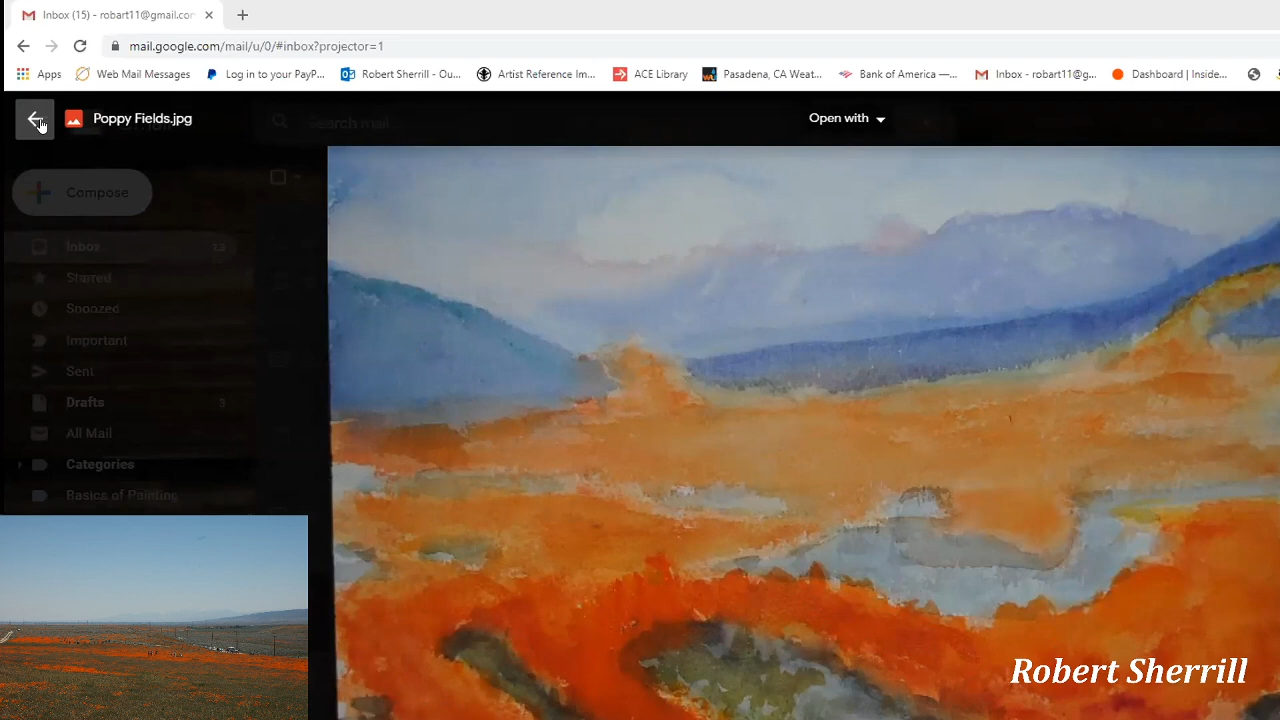 Inbox (15) - robart11@gmail.co
mail.google.com/mail/u/0/#inbox?projector=1
Apps
Web Mail Messages
Log in to your PayP...
Robert Sherrill - Ou...
Artist Reference Im...
ACE Library
Pasadena, CA Weat...
Bank of America —...
Inbox - robart11@g...
Dashboard | Inside...
Poppy Fields.jpg
Search mail
Open with
Compose
Inbox
Starred
Snoozed
Important
Sent
Drafts
All Mail
Categories
Basics of Painting
Robert Sherrill